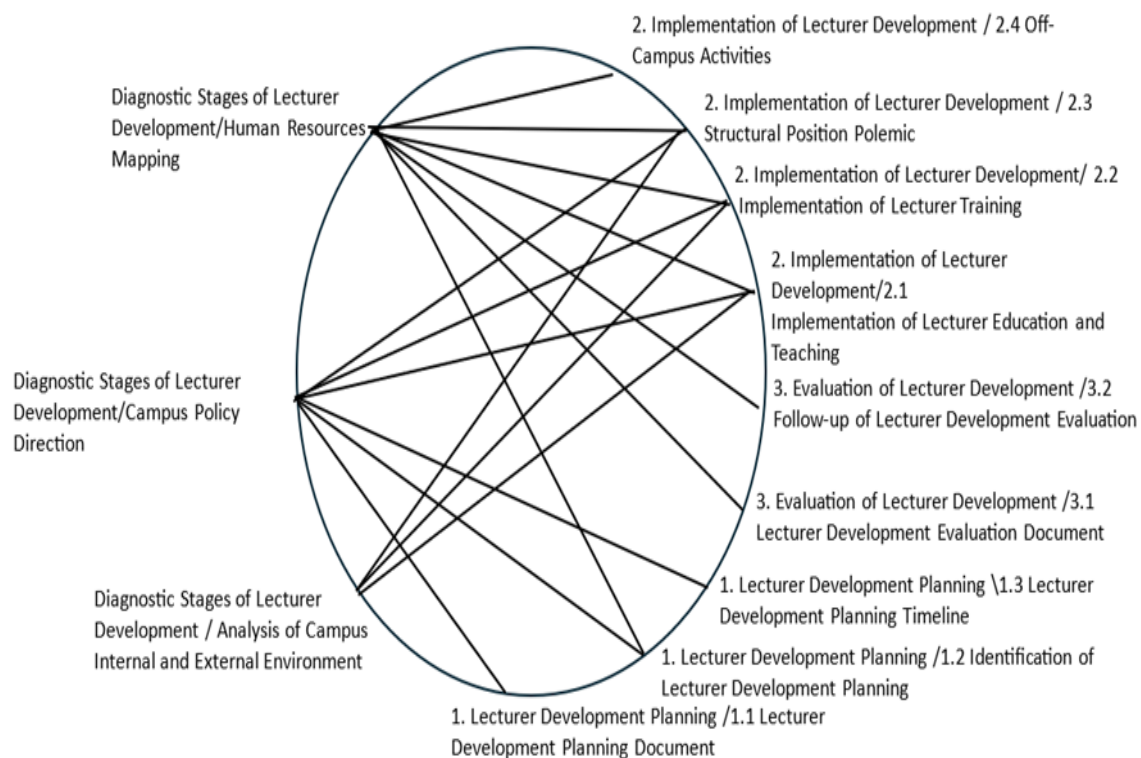 2. Implementation of Lecturer Development / 2.4 Off-
Campus Activities
Diagnostic Stages of Lecturer
Development/Human Resources
Mapping
2. Implementation of Lecturer Development / 2.3
Structural Position Polemic
2. Implementation of Lecturer Development/ 2.2
Implementation of Lecturer Training
2. Implementation of Lecturer
Development/2.1
Implementation of Lecturer Education and
Teaching
Diagnostic Stages of Lecturer
Development/Campus Policy
Direction
3. Evaluation of Lecturer Development /3.2
Follow-up of Lecturer Development Evaluation
3. Evaluation of Lecturer Development /3.1
Lecturer Development Evaluation Document
1. Lecturer Development Planning \1.3 Lecturer
Development Planning Timeline
Diagnostic Stages of Lecturer
Development / Analysis of Campus
Internal and External Environment
1. Lecturer Development Planning /1.2 Identification of
Lecturer Development Planning
1. Lecturer Development Planning /1.1 Lecturer
Development Planning Document